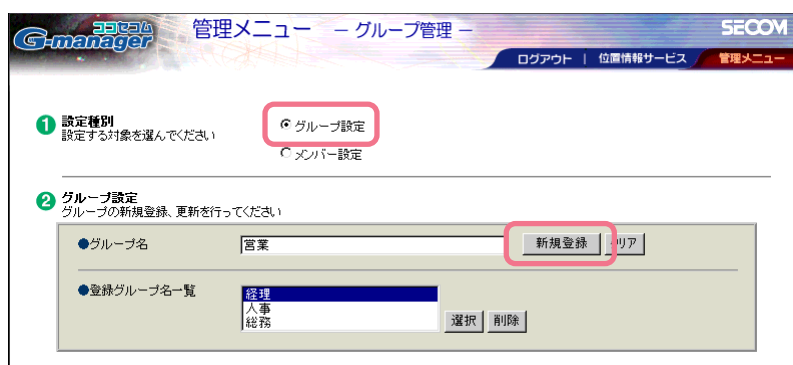 ココセコム
G-manager
管理メニュー － グループ管理 －
SECOM
ログアウト | 位置情報サービス
管理メニュー
1 設定種別
設定する対象を選んでください
グループ設定
メンバー設定
2 グループ設定
グループの新規登録、更新を行ってください
●グループ名
営業
新規登録
クリア
●登録グループ名一覧
経理
人事
総務
選択
削除